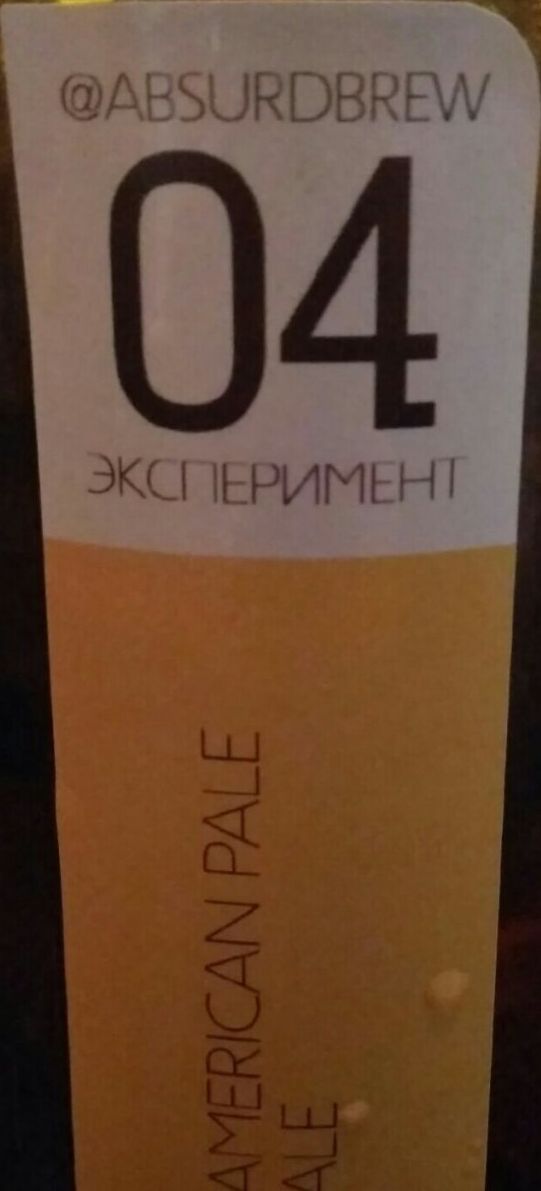 @ABSURDBREW
04
ЭКСПЕРИМЕНТ
AMERICAN PALE
ALE